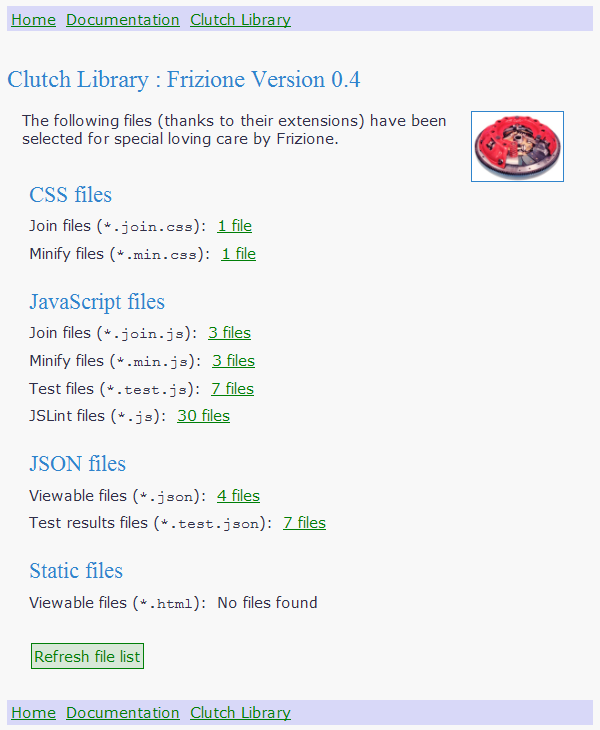 Home Documentation Clutch Library
Clutch Library : Frizione Version 0.4
The following files (thanks to their extensions) have been
selected for special loving care by Frizione.
CSS files
Join files (*.join.css): 1 file
Minify files (*.min.css): 1 file
JavaScript files
Join files (*.join.js): 3 files
Minify files (*.min.js): 3 files
Test files (*.test.js): 7 files
JSLint files (*.js): 30 files
JSON files
Viewable files (*.json): 4 files
Test results files (*.test.json): 7 files
Static files
Viewable files (*.html): No files found
Refresh file list
Home Documentation Clutch Library